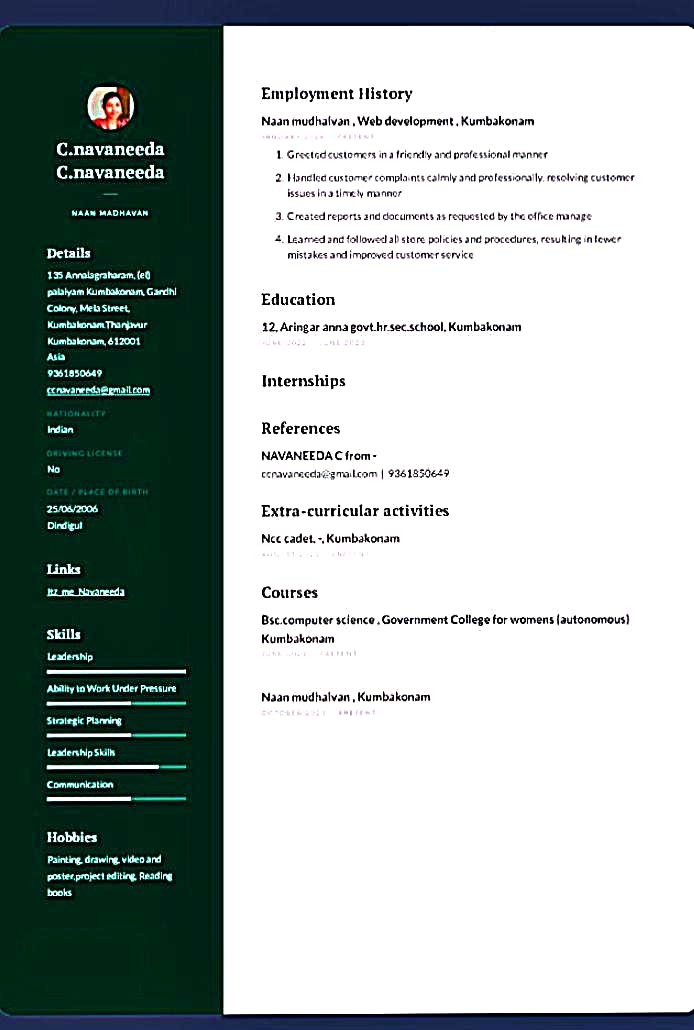 C.navaneeda
C.navaneeda
NAAN MADHAVAN
Details
135 Annalagraharam, (el)
palaiyam Kumbakonam, Gandhi
Colony, Mela Street,
Kumbakonam,Thanjavur
Kumbakonam, 612001
Asia
9361850649
ccnavaneeda@gmail.com
NATIONALITY
Indian
DRIVING LICENSE
No
DATE / PLACE OF BIRTH
25/06/2006
Dindigul
Links
Itz_me_Navaneeda
Skills
Leadership
Ability to Work Under Pressure
Strategic Planning
Leadership Skills
Communication
Hobbies
Painting, drawing, video and
poster,project editing, Reading
books
Employment History
Naan mudhalvan , Web development , Kumbakonam
PRESENT
1. Greeted customers in a friendly and professional manner
2. Handled customer complaints calmly and professionally, resolving customer
issues in a timely manner
3. Created reports and documents as requested by the office manage
4. Learned and followed all store policies and procedures, resulting in fewer
mistakes and improved customer service
Education
12, Aringar anna govt.hr.sec.school, Kumbakonam
Internships
References
NAVANEEDA C from -
ccnavaneeda@gmail.com | 9361850649
Extra-curricular activities
Ncc cadet, -, Kumbakonam
PRESENT
Courses
Bsc.computer science , Government College for womens (autonomous)
Kumbakonam
PRESENT
Naan mudhalvan , Kumbakonam
OCTOBER PRESENT